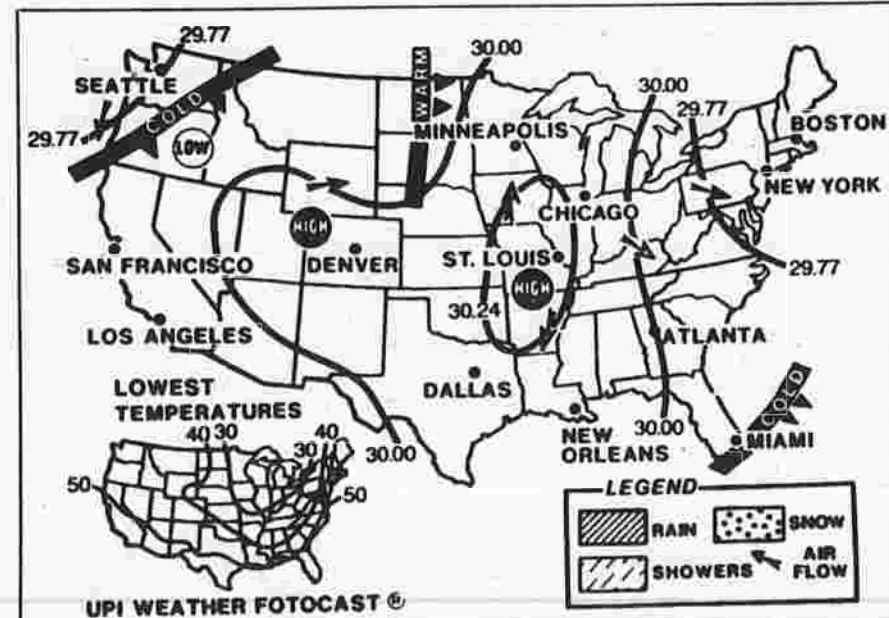 29.77
30.00
SEATTLE
COLD
WARM
30.00
29.77
29.77
LOW
MINNEAPOLIS
BOSTON
NEW YORK
CHICAGO
HIGH
SAN FRANCISCO
DENVER
ST. LOUIS
29.77
HIGH
30.24
LOS ANGELES
ATLANTA
DALLAS
COLD
LOWEST
TEMPERATURES
NEW
ORLEANS
30.00
MIAMI
40 30 40
30
30.00
50
50
LEGEND
RAIN
SNOW
SHOWERS
AIR
FLOW
UPI WEATHER FOTOCAST ®